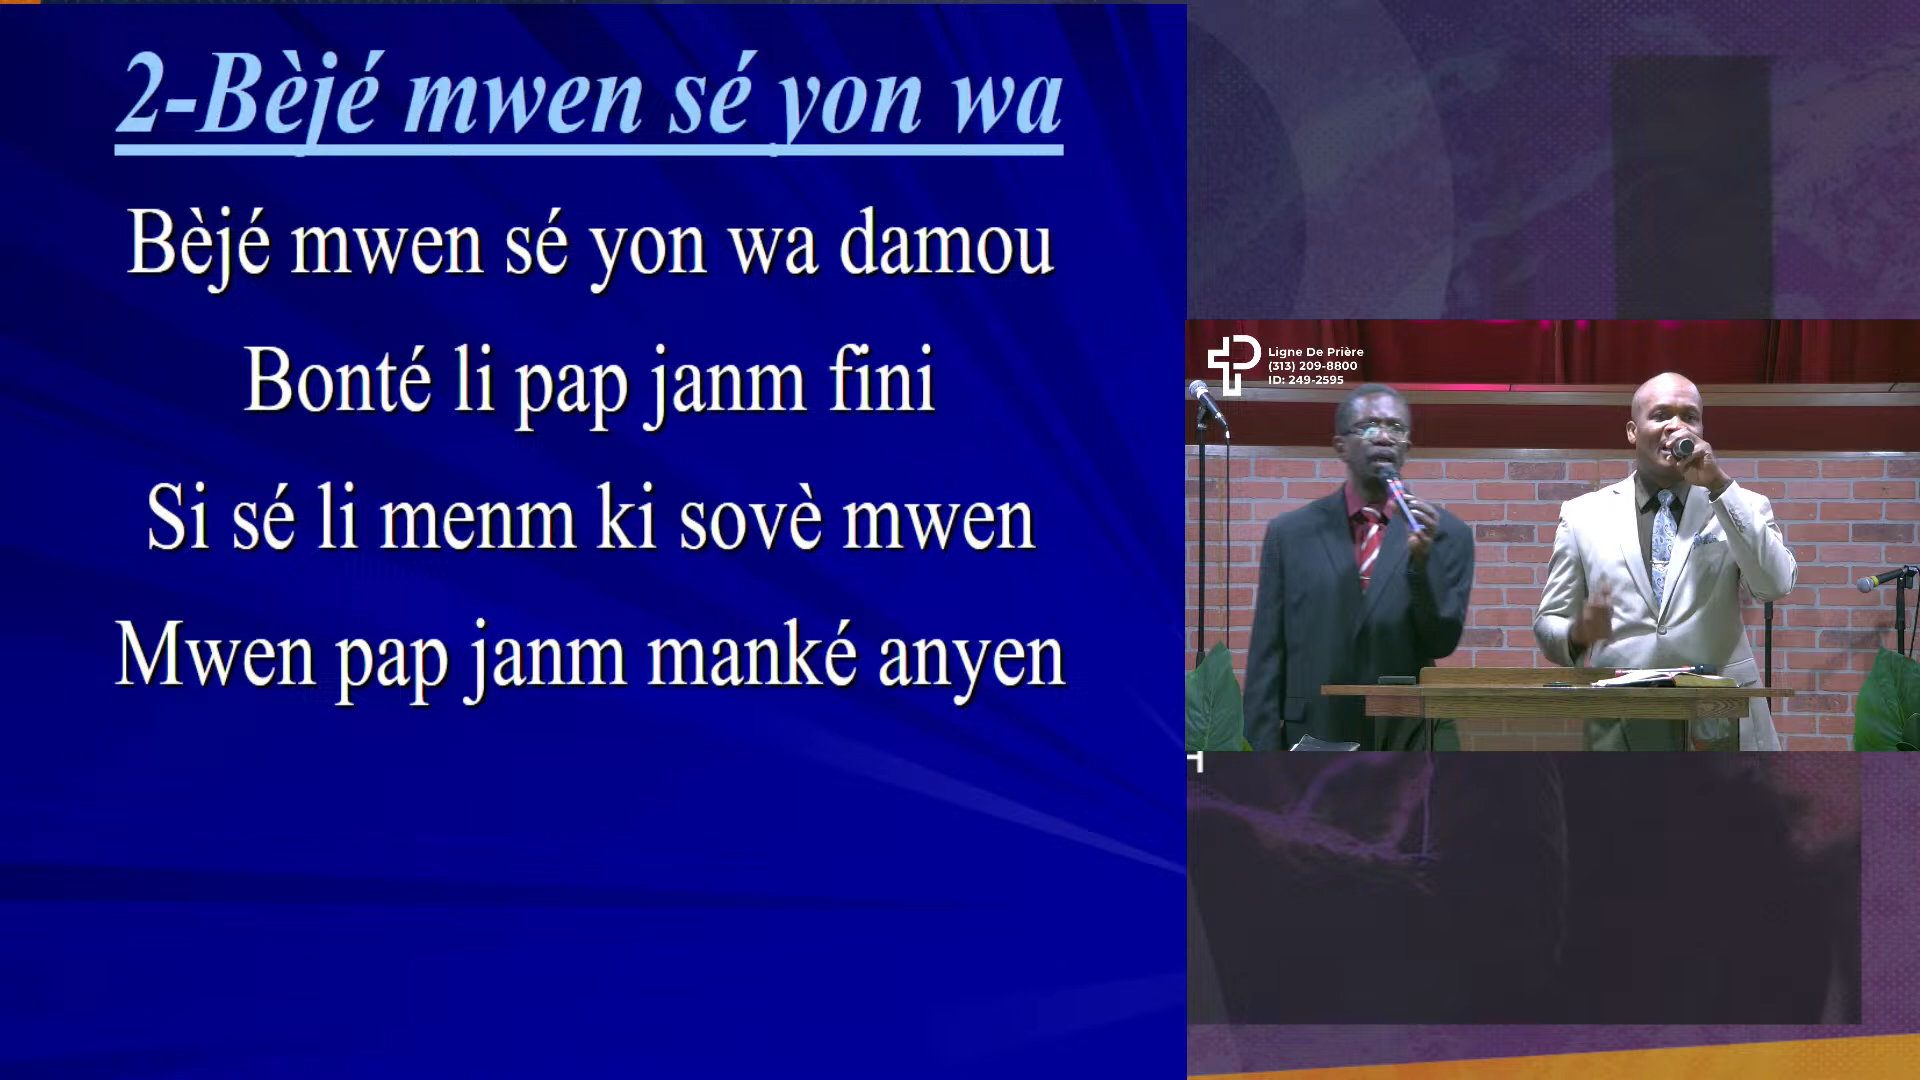 2-Bèjé mwen sé yon wa
Bèjé mwen sé yon wa damou
Bonté li pap janm fini
Si sé li menm ki sovè mwen
Mwen pap janm manké anyen
Ligne De Prière
(313) 209-8800
ID: 249-2595
H